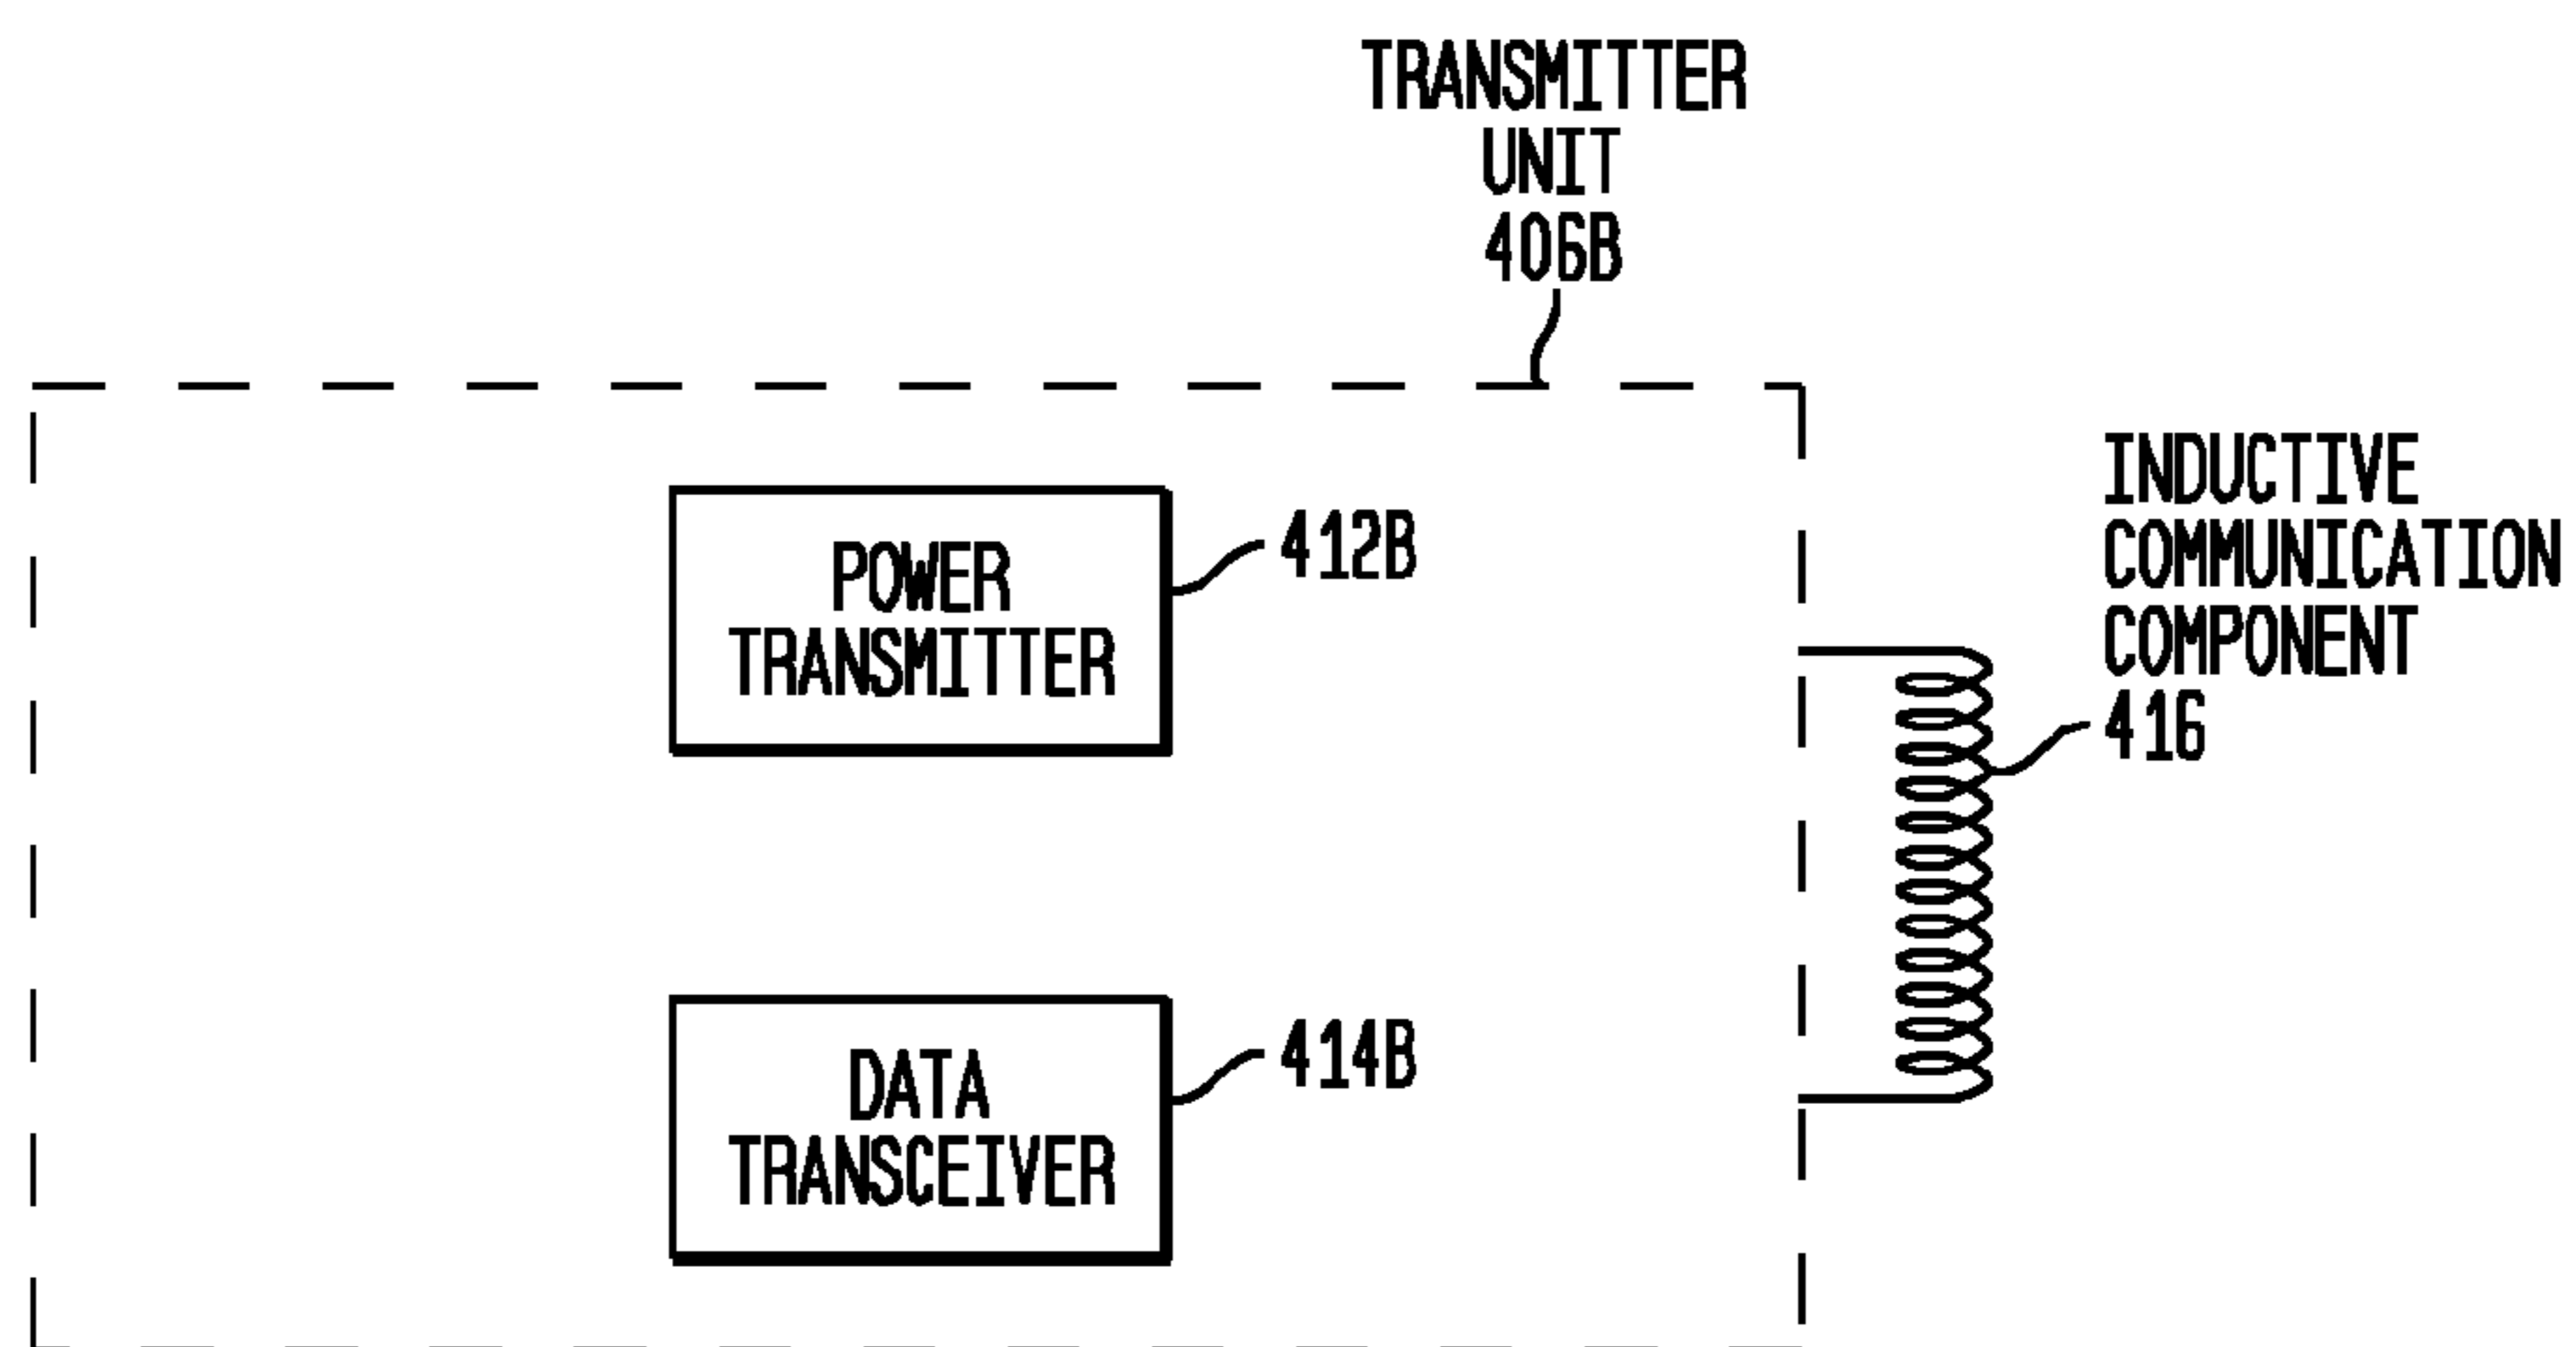 TRANSMITTER
UNIT
406B
POWER
TRANSMITTER
412B
INDUCTIVE
COMMUNICATION
COMPONENT
416
DATA
TRANSCEIVER
414B